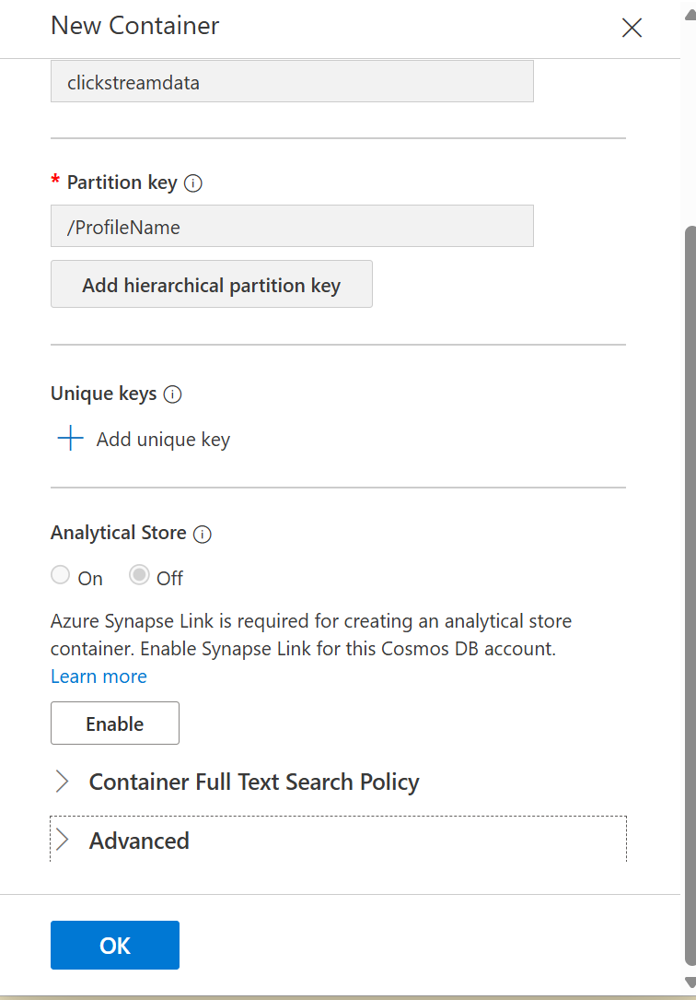 New Container
clickstreamdata
* Partition key
/ProfileName
Add hierarchical partition key
Unique keys
Add unique key
Analytical Store
On Off
Azure Synapse Link is required for creating an analytical store
container. Enable Synapse Link for this Cosmos DB account.
Learn more
Enable
Container Full Text Search Policy
Advanced
OK